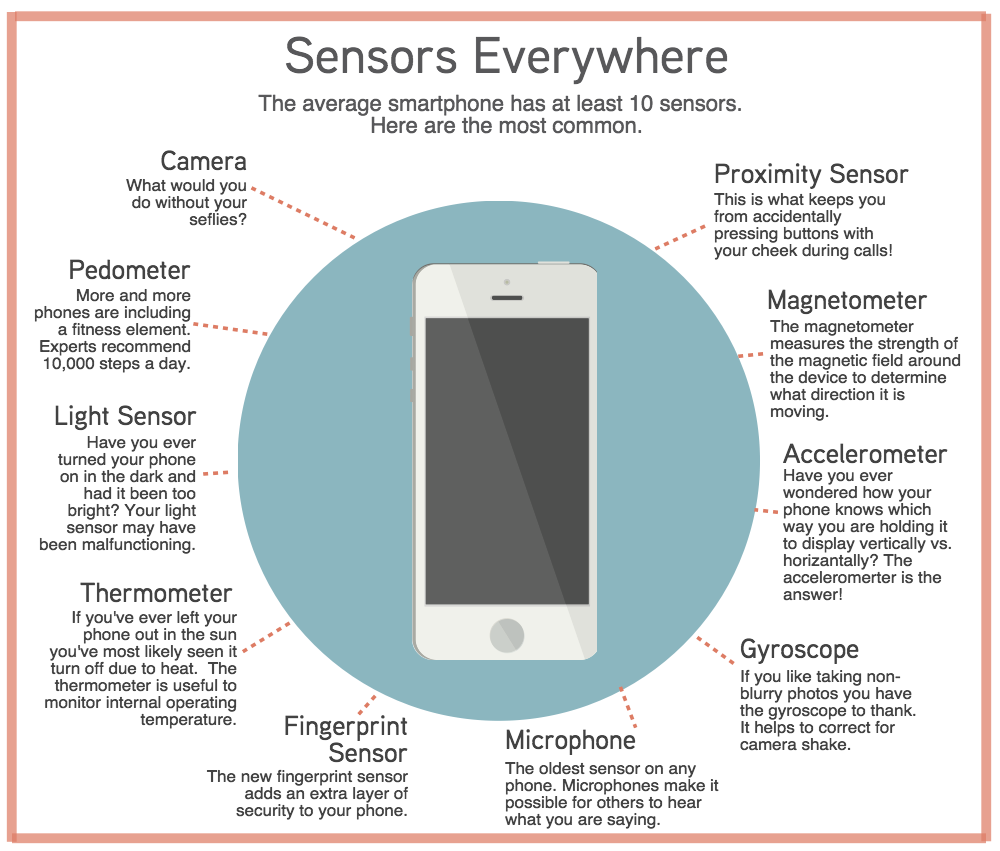 Sensors Everywhere
The average smartphone has at least 10 sensors.
Here are the most common.
Camera
What would you
do without your
seflies?
Pedometer
More and more
phones are including
a fitness element.
Experts recommend
10,000 steps a day.
Light Sensor
Have you ever
turned your phone
on in the dark and
had it been too
bright? Your light
sensor may have
been malfunctioning.
Thermometer
If you've ever left your
phone out in the sun
you've most likely seen it
turn off due to heat.  The
thermometer is useful to
monitor internal operating
temperature.
Fingerprint
Sensor
The new fingerprint sensor
adds an extra layer of
security to your phone.
Proximity Sensor
This is what keeps you
from accidentally
pressing buttons with
your cheek during calls!
Magnetometer
The magnetometer
measures the strength of
the magnetic field around
the device to determine
what direction it is
moving.
Accelerometer
Have you ever
wondered how your
phone knows which
way you are holding it
to display vertically vs.
horizantally? The
acceleromerter is the
answer!
Gyroscope
If you like taking non-
blurry photos you have
the gyroscope to thank.
It helps to correct for
camera shake.
Microphone
The oldest sensor on any
phone. Microphones make it
possible for others to hear
what you are saying.